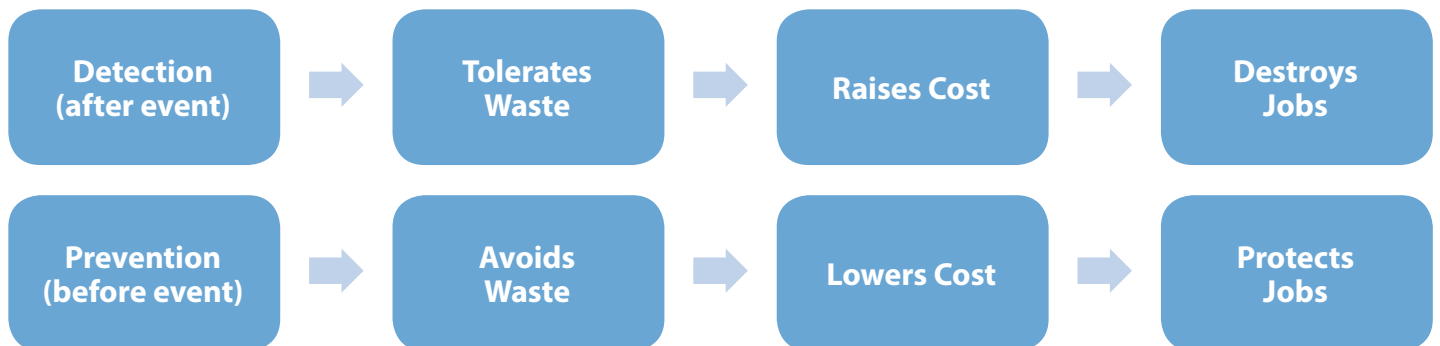 Detection
(after event)
Tolerates
Waste
Raises Cost
Destroys
Jobs
Prevention
(before event)
Avoids
Waste
Lowers Cost
Protects
Jobs